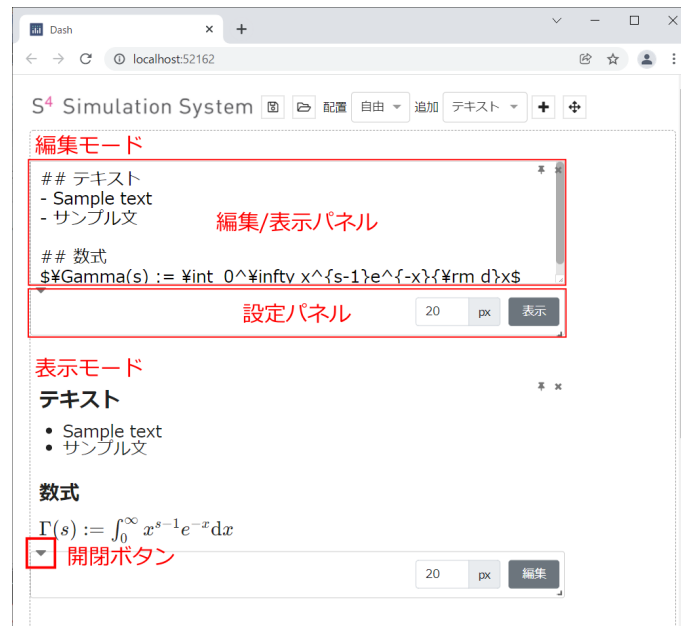 Dash
localhost:52162
S⁴ Simulation System 配置 自由 追加 テキスト
編集モード
## テキスト
- Sample text
- サンプル文
編集/表示パネル
## 数式
$¥Gamma(s) := ¥int_0^¥infty x^{s-1}e^{-x}{¥rm d}x$
設定パネル
20 px 表示
表示モード
テキスト
• Sample text
• サンプル文
数式
Γ(s) := ∫₀^∞ x^{s−1}e^{−x}dx
開閉ボタン
20 px 編集